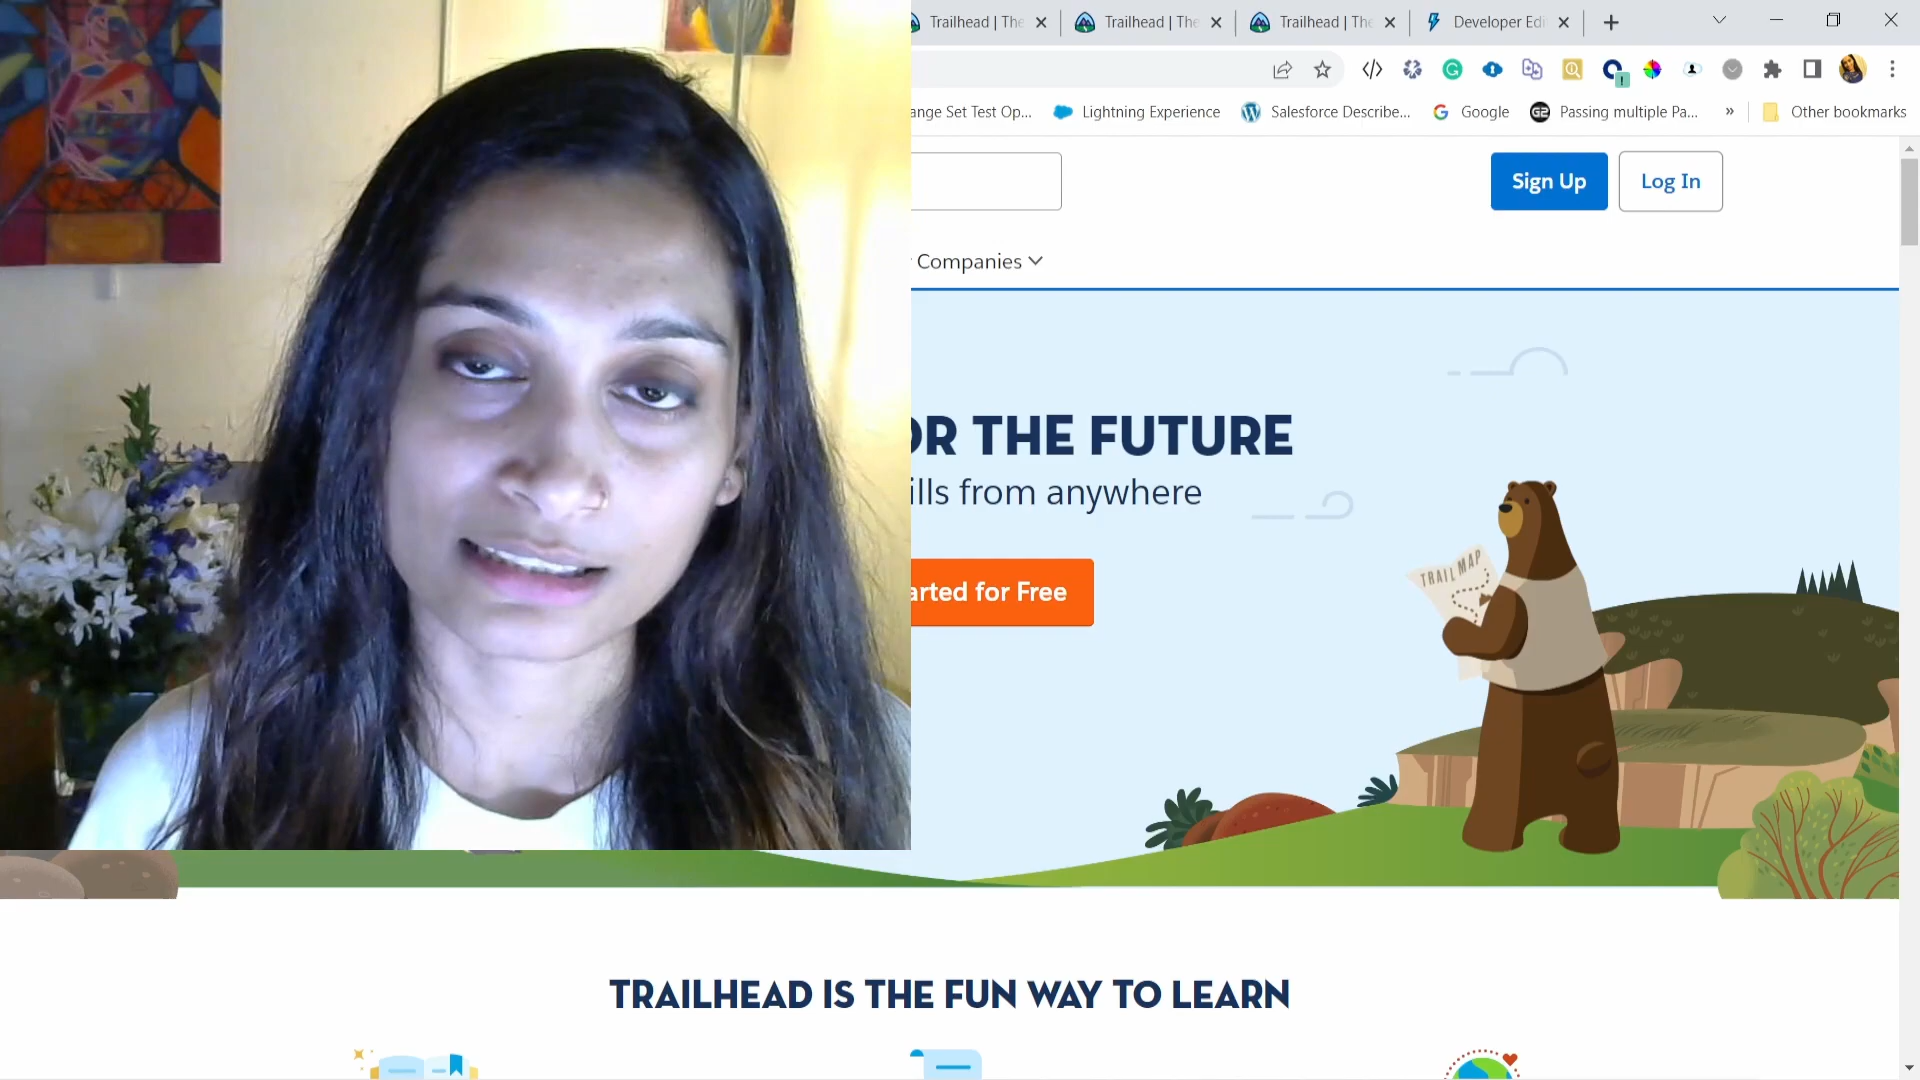 Trailhead | The
Trailhead | The
Trailhead | The
Developer Edi
ange Set Test Op...
Lightning Experience
Salesforce Describe...
Google
Passing multiple Pa...
»
Other bookmarks
Sign Up
Log In
Companies
OR THE FUTURE
ills from anywhere
arted for Free
TRAIL MAP
TRAILHEAD IS THE FUN WAY TO LEARN